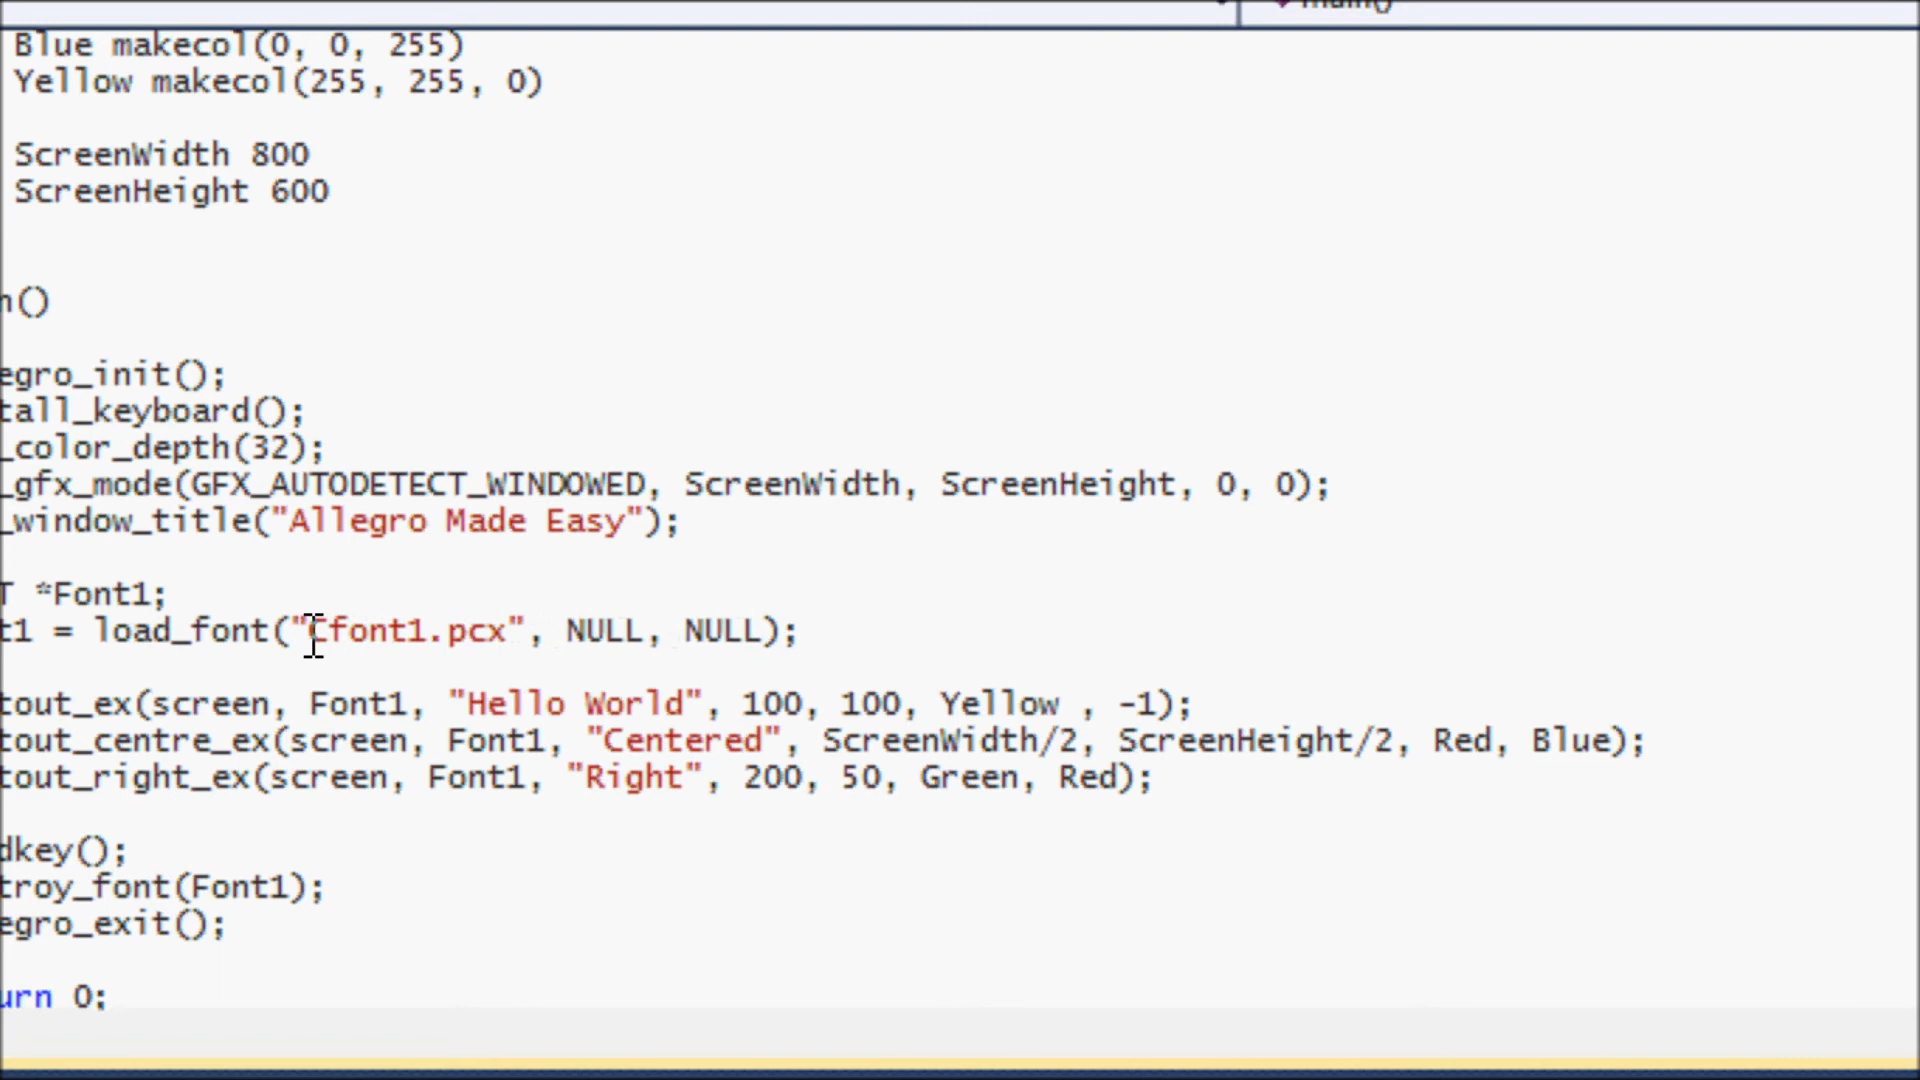 main()
Blue makecol(0, 0, 255)
Yellow makecol(255, 255, 0)
ScreenWidth 800
ScreenHeight 600
n()
egro_init();
tall_keyboard();
_color_depth(32);
_gfx_mode(GFX_AUTODETECT_WINDOWED, ScreenWidth, ScreenHeight, 0, 0);
_window_title("Allegro Made Easy");
T *Font1;
t1 = load_font("Cfont1.pcx", NULL, NULL);
tout_ex(screen, Font1, "Hello World", 100, 100, Yellow , -1);
tout_centre_ex(screen, Font1, "Centered", ScreenWidth/2, ScreenHeight/2, Red, Blue);
tout_right_ex(screen, Font1, "Right", 200, 50, Green, Red);
dkey();
troy_font(Font1);
egro_exit();
urn 0;